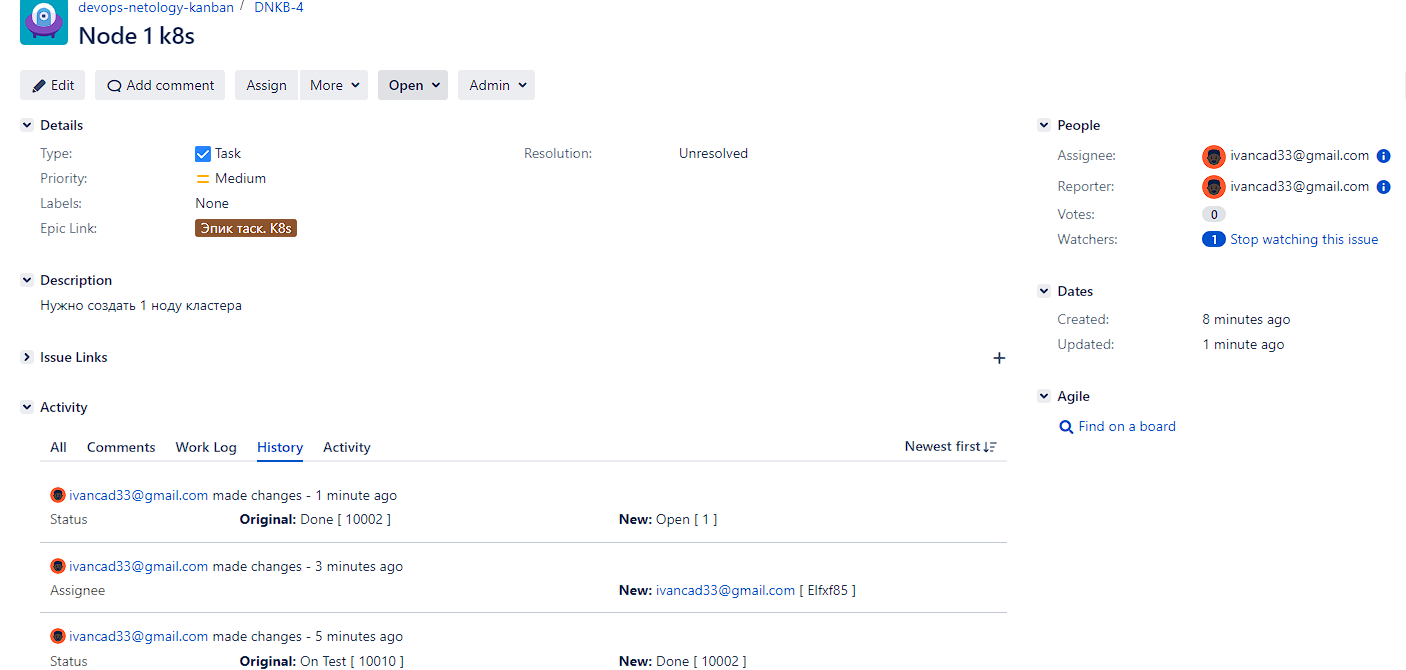 devops-netology-kanban / DNKB-4
Node 1 k8s
Edit Add comment Assign More Open Admin
Details
Type: Task Resolution: Unresolved
Priority: Medium
Labels: None
Epic Link: Эпик таск. K8s
Description
Нужно создать 1 ноду кластера
Issue Links +
Activity
All Comments Work Log History Activity Newest first
ivancad33@gmail.com made changes - 1 minute ago
Status Original: Done [ 10002 ] New: Open [ 1 ]
ivancad33@gmail.com made changes - 3 minutes ago
Assignee New: ivancad33@gmail.com [ Elfxf85 ]
ivancad33@gmail.com made changes - 5 minutes ago
Status Original: On Test [ 10010 ] New: Done [ 10002 ]
People
Assignee: ivancad33@gmail.com
Reporter: ivancad33@gmail.com
Votes: 0
Watchers: 1 Stop watching this issue
Dates
Created: 8 minutes ago
Updated: 1 minute ago
Agile
Find on a board